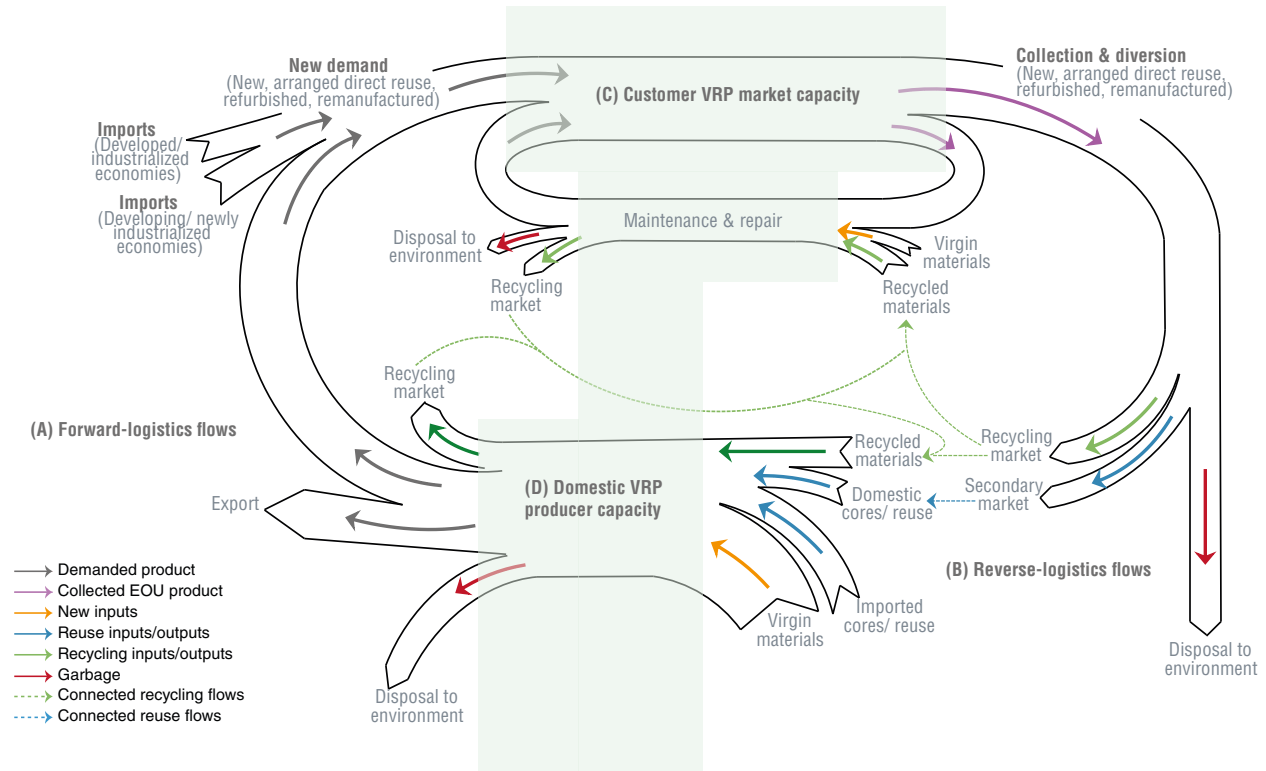 New demand
(New, arranged direct reuse,
refurbished, remanufactured)
(C) Customer VRP market capacity
Collection & diversion
(New, arranged direct reuse,
refurbished, remanufactured)
Imports
(Developed/
industrialized
economies)
Imports
(Developing/ newly
industrialized
economies)
Maintenance & repair
Disposal to
environment
Recycling
market
Virgin
materials
Recycled
materials
Recycling
market
(A) Forward-logistics flows
Recycled
materials
Recycling
market
(D) Domestic VRP
producer capacity
Domestic
cores/ reuse
Secondary
market
Export
(B) Reverse-logistics flows
Imported
cores/ reuse
Virgin
materials
Disposal to
environment
Disposal to
environment
Demanded product
Collected EOU product
New inputs
Reuse inputs/outputs
Recycling inputs/outputs
Garbage
Connected recycling flows
Connected reuse flows